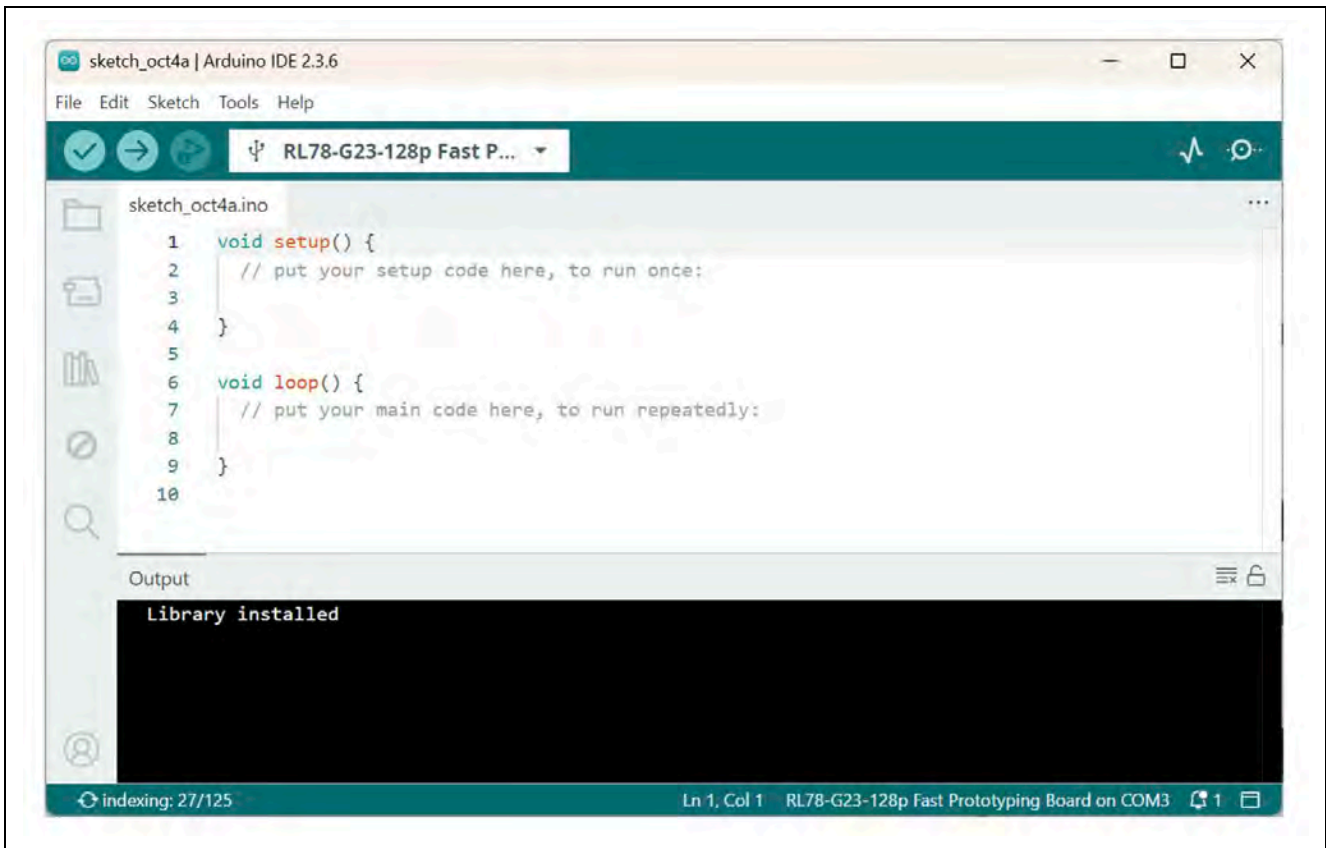 sketch_oct4a | Arduino IDE 2.3.6
File Edit Sketch Tools Help
RL78-G23-128p Fast P...
sketch_oct4a.ino
...
1 void setup() {
2 // put your setup code here, to run once:
3
4 }
5
6 void loop() {
7 // put your main code here, to run repeatedly:
8
9 }
10
Output
Library installed
indexing: 27/125 Ln 1, Col 1 RL78-G23-128p Fast Prototyping Board on COM3 1